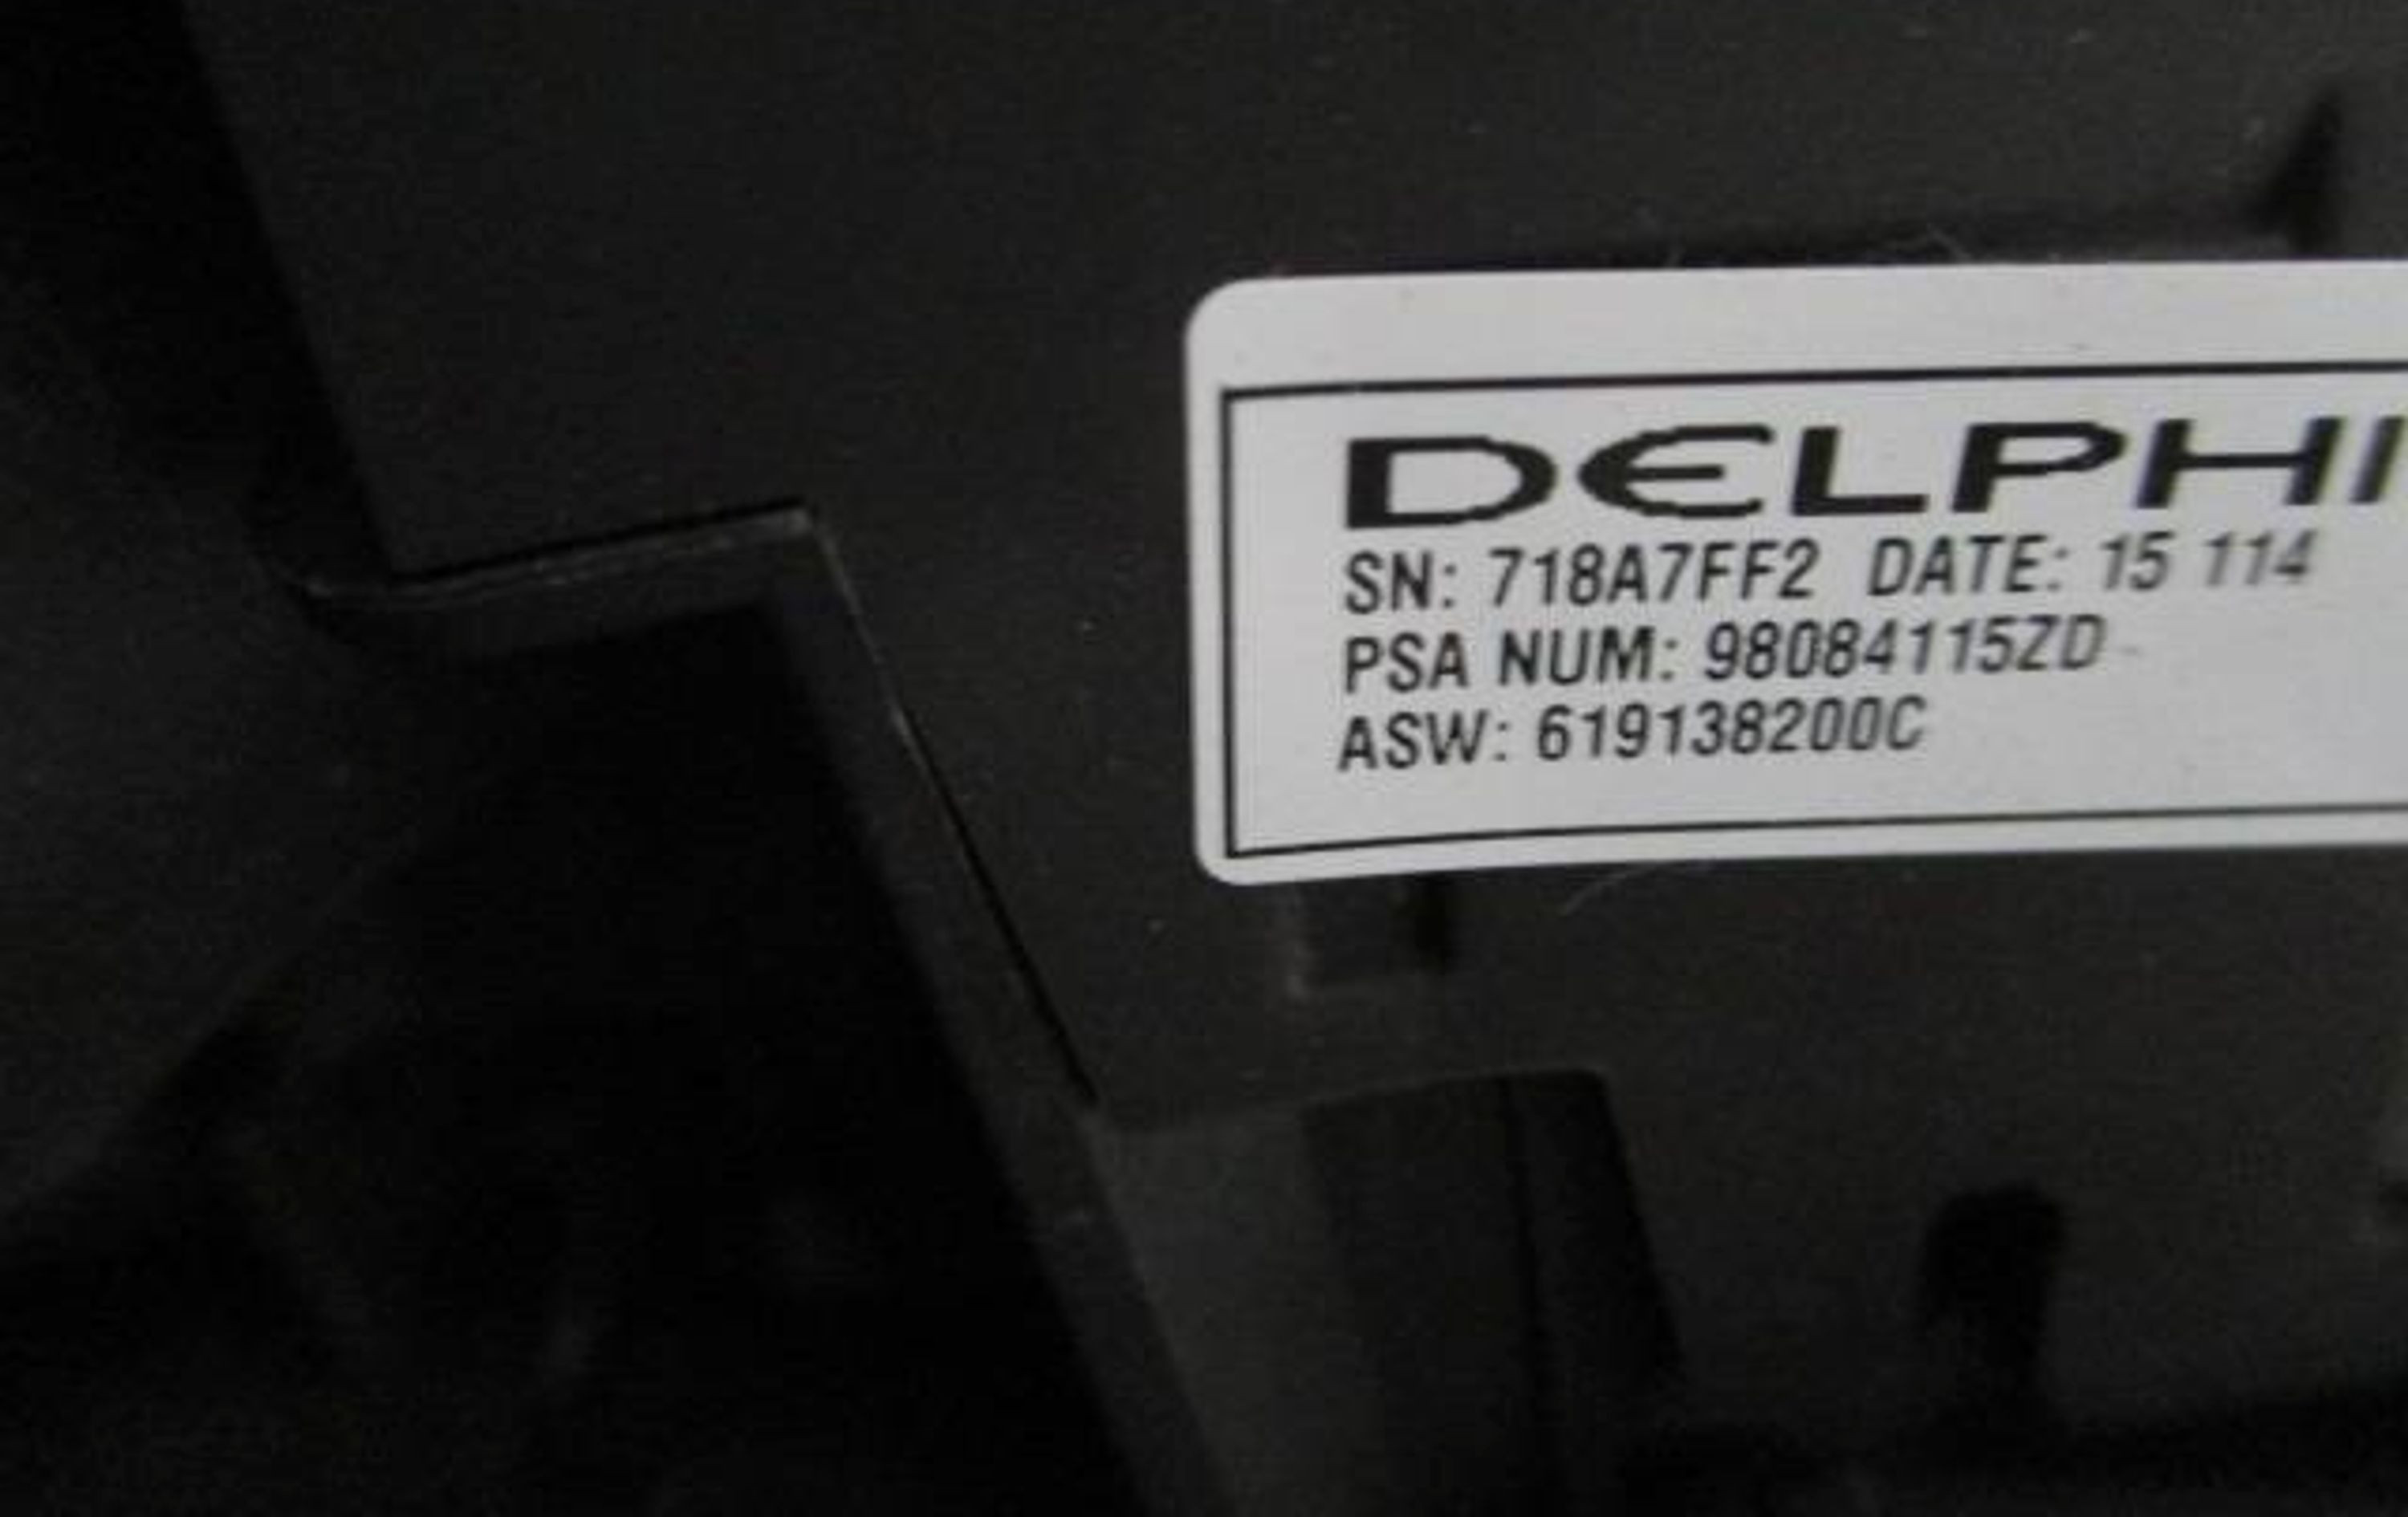 DELPHI
SN: 718A7FF2 DATE: 15 114
PSA NUM: 98084115ZD
ASW: 619138200C